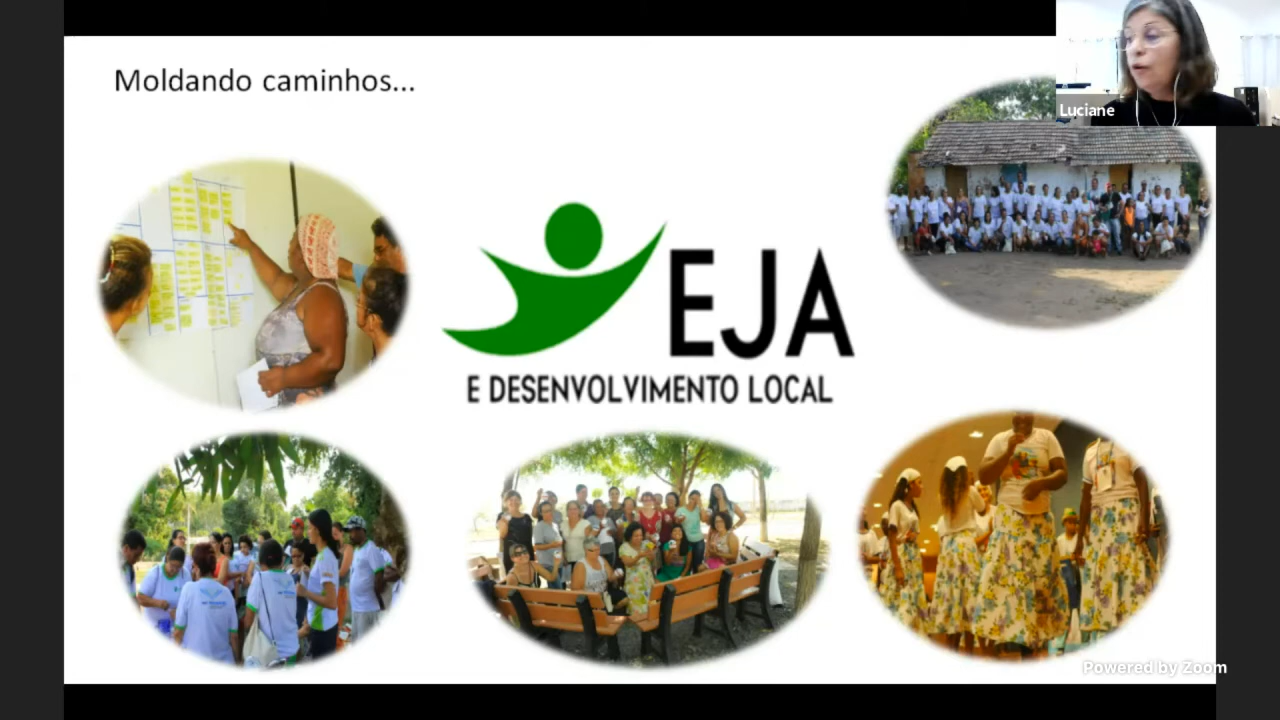 Moldando caminhos...
Luciane
EJA
E DESENVOLVIMENTO LOCAL
Powered by Zoom